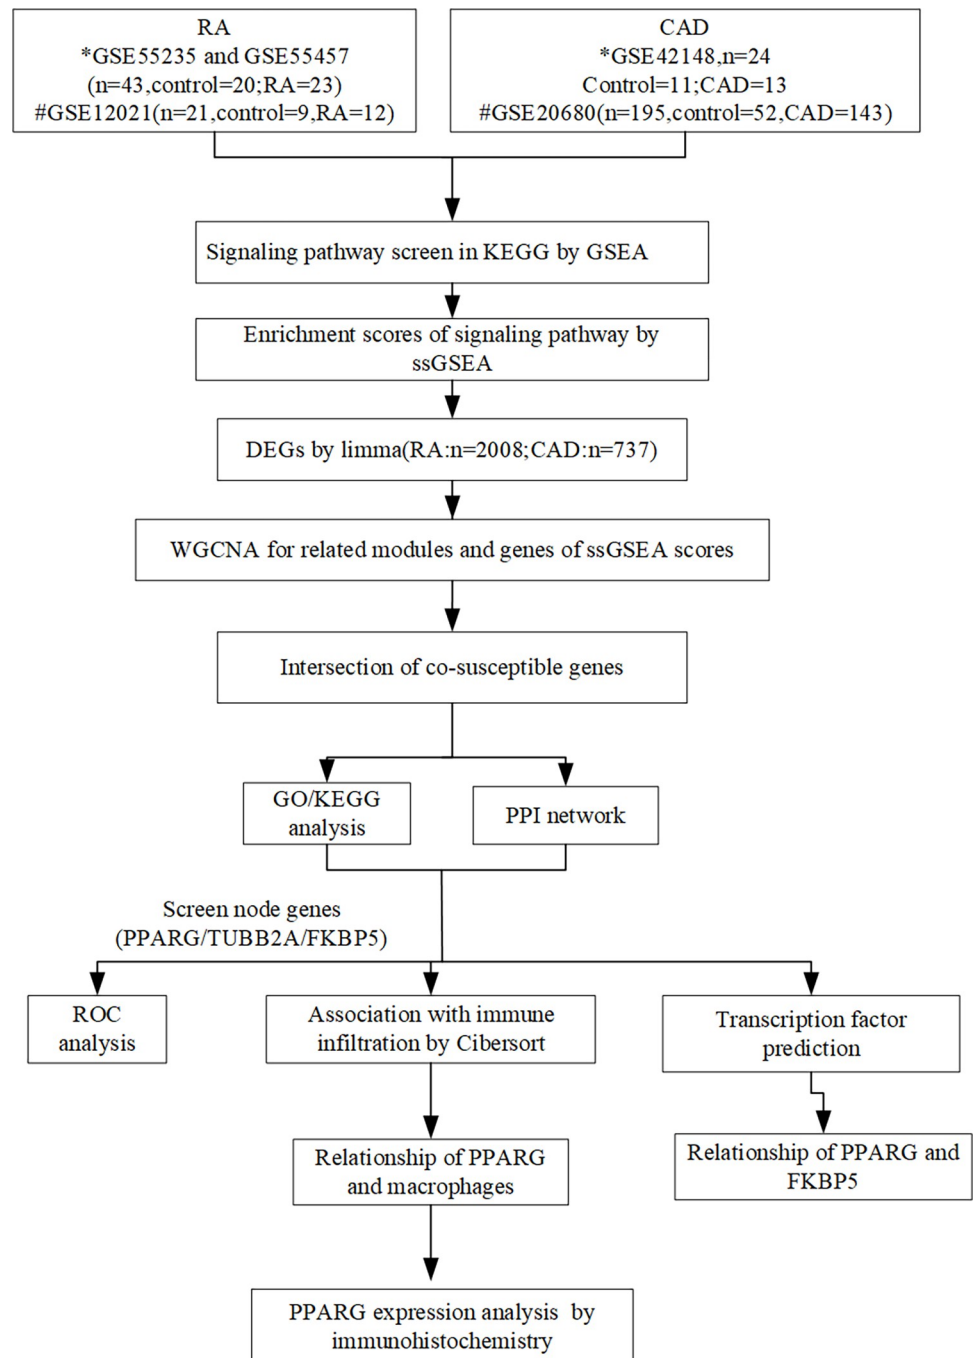 RA
*GSE55235 and GSE55457
(n=43,control=20;RA=23)
#GSE12021(n=21,control=9,RA=12)
CAD
*GSE42148,n=24
Control=11;CAD=13
#GSE20680(n=195,control=52,CAD=143)
Signaling pathway screen in KEGG by GSEA
Enrichment scores of signaling pathway by
ssGSEA
DEGs by limma(RA:n=2008;CAD:n=737)
WGCNA for related modules and genes of ssGSEA scores
Intersection of co-susceptible genes
GO/KEGG
analysis
PPI network
Screen node genes
(PPARG/TUBB2A/FKBP5)
ROC
analysis
Association with immune
infiltration by Cibersort
Transcription factor
prediction
Relationship of PPARG
and macrophages
Relationship of PPARG and
FKBP5
PPARG expression analysis  by
immunohistochemistry